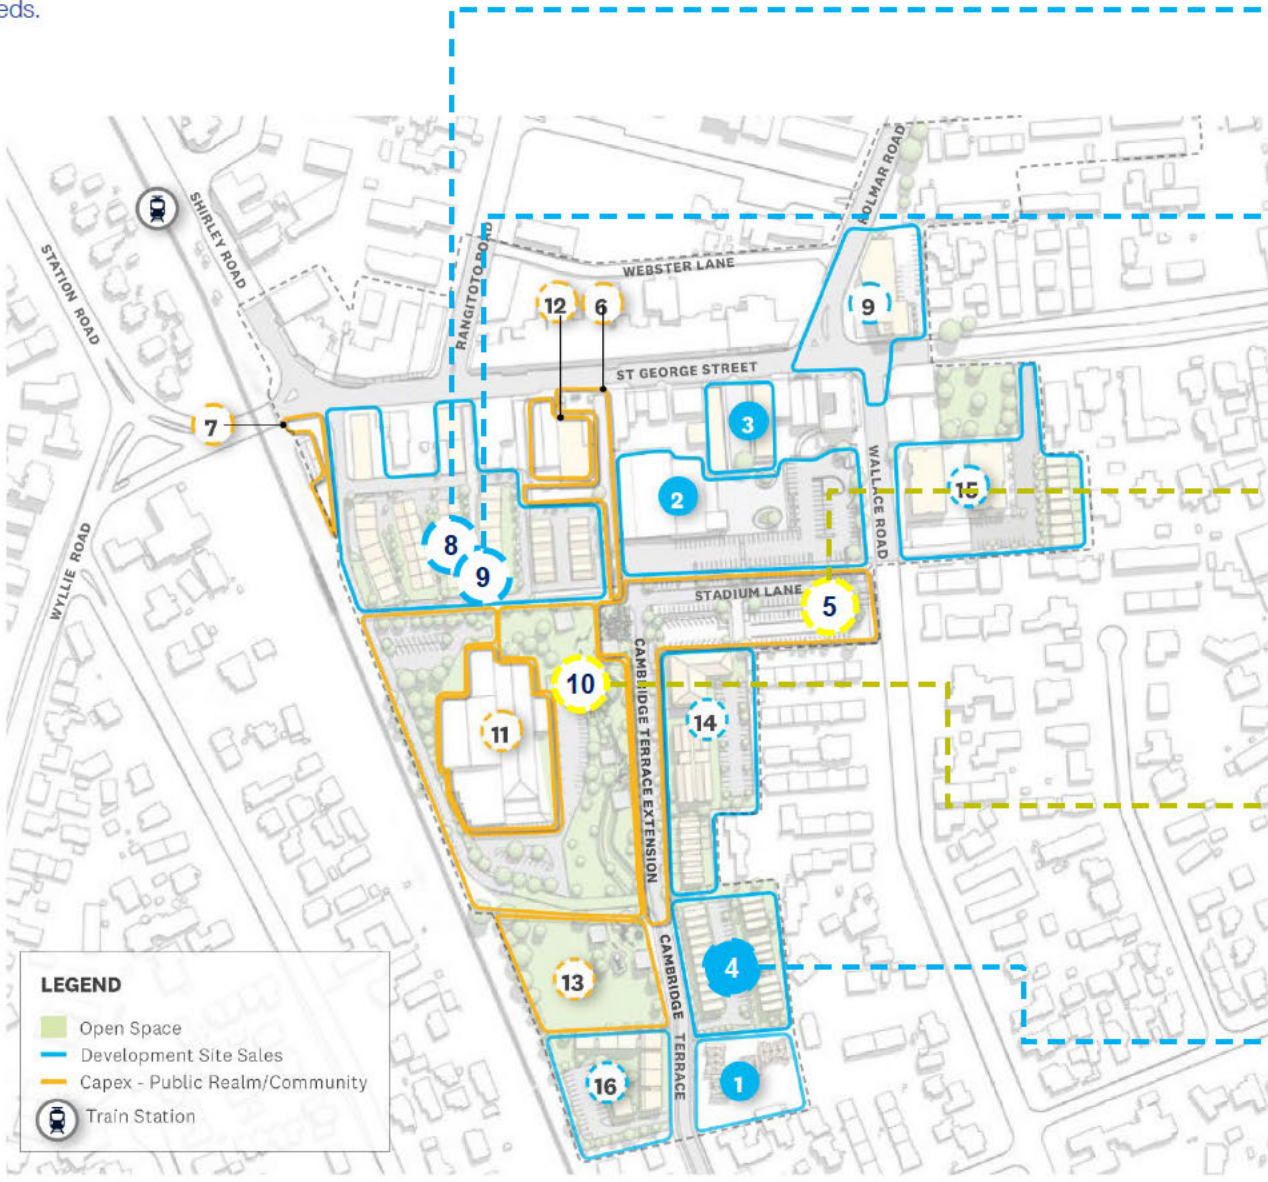 eds.
SHIRLEY ROAD
STATION ROAD
RANGITOTO ROAD
HOLMAR ROAD
WEBSTER LANE
12
6
9
ST GEORGE STREET
7
3
2
WALLACE ROAD
15
8
9
WYLLIE ROAD
STADIUM LANE
5
10
CAMBRIDGE TERRACE EXTENSION
11
14
4
13
CAMBRIDGE TERRACE
16
1
LEGEND
Open Space
Development Site Sales
Capex - Public Realm/Community
Train Station